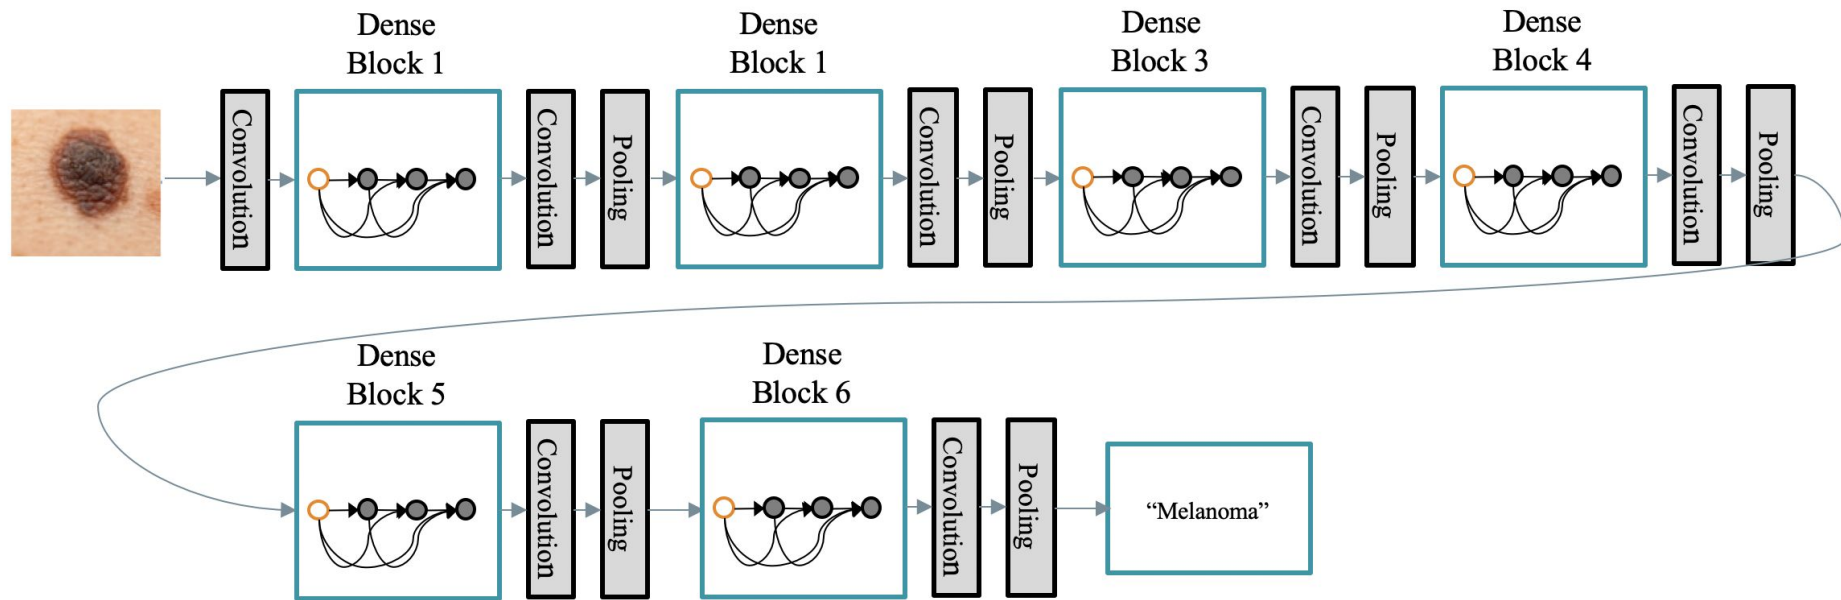 Dense
Block 1
Dense
Block 1
Dense
Block 3
Dense
Block 4
Convolution
Convolution
Pooling
Convolution
Pooling
Convolution
Pooling
Convolution
Pooling
Dense
Block 5
Dense
Block 6
Convolution
Pooling
Convolution
Pooling
“Melanoma”